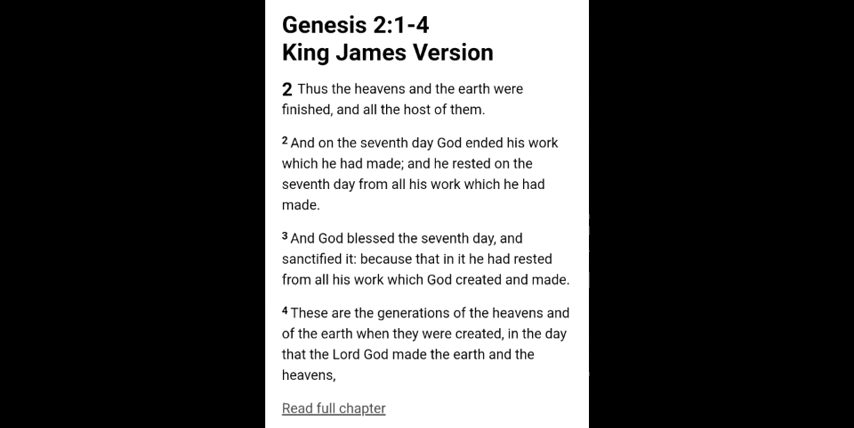 Genesis 2:1-4
King James Version
2 Thus the heavens and the earth were
finished, and all the host of them.
2 And on the seventh day God ended his work
which he had made; and he rested on the
seventh day from all his work which he had
made.
3 And God blessed the seventh day, and
sanctified it: because that in it he had rested
from all his work which God created and made.
4 These are the generations of the heavens and
of the earth when they were created, in the day
that the Lord God made the earth and the
heavens,
Read full chapter